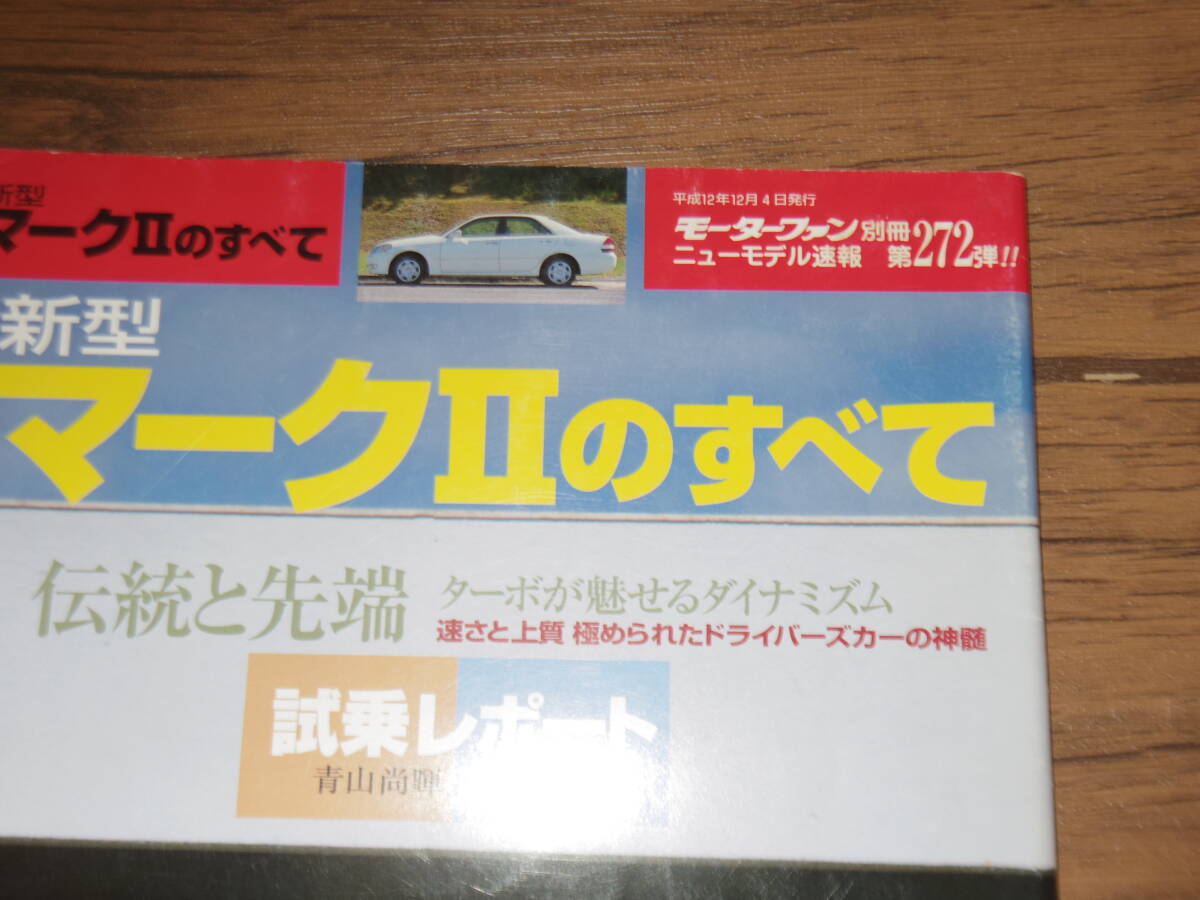 新型
マークⅡのすべて
平成12年12月4日発行
モーターファン別冊
ニューモデル速報 第272弾!!
新型
マークⅡのすべて
伝統と先端
ターボが魅せるダイナミズム
速さと上質 極められたドライバーズカーの神髄
試乗レポート
青山尚暉